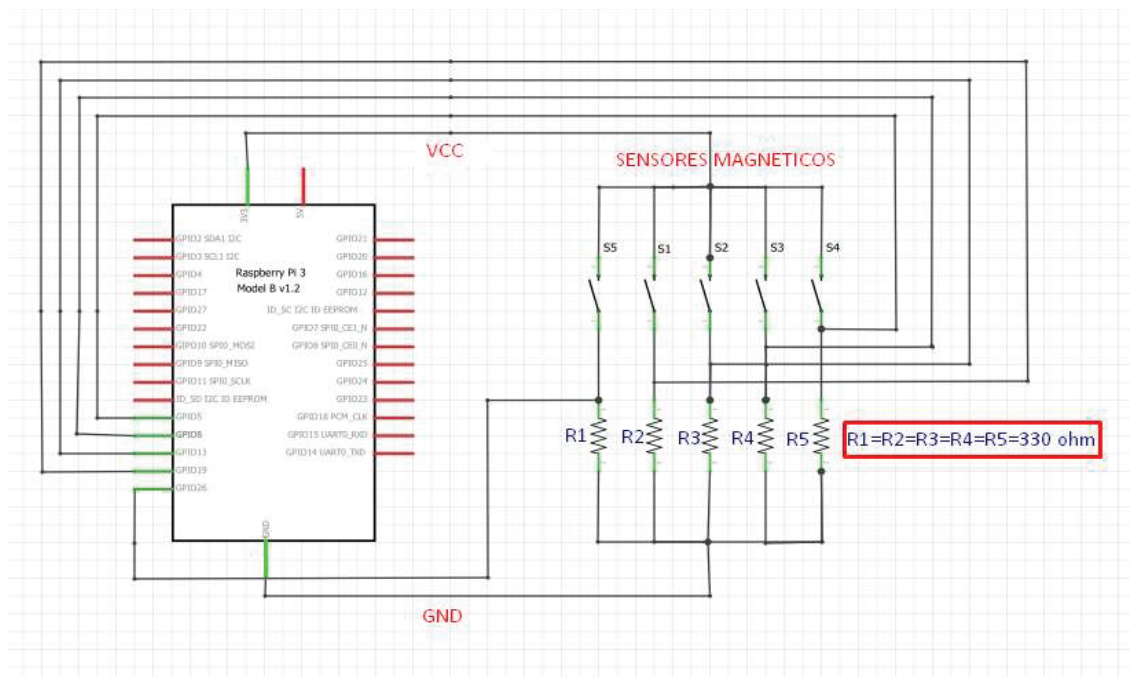 VCC
SENSORES MAGNETICOS
3V3
5V
GPIO2 SDA1 I2C
GPIO3 SCL1 I2C
GPIO4
GPIO17
GPIO27
GPIO22
GPIO10 SPI0_MOSI
GPIO9 SPI0_MISO
GPIO11 SPI0_SCLK
ID_SD I2C ID EEPROM
GPIO5
GPIO6
GPIO13
GPIO19
GPIO26
Raspberry Pi 3
Model B v1.2
GPIO21
GPIO20
GPIO16
GPIO12
ID_SC I2C ID EEPROM
GPIO7 SPI0_CE1_N
GPIO8 SPI0_CE0_N
GPIO25
GPIO24
GPIO23
GPIO18 PCM_CLK
GPIO15 UART0_RXD
GPIO14 UART0_TXD
GND
S5
S1
S2
S3
S4
R1
R2
R3
R4
R5
R1=R2=R3=R4=R5=330 ohm
GND